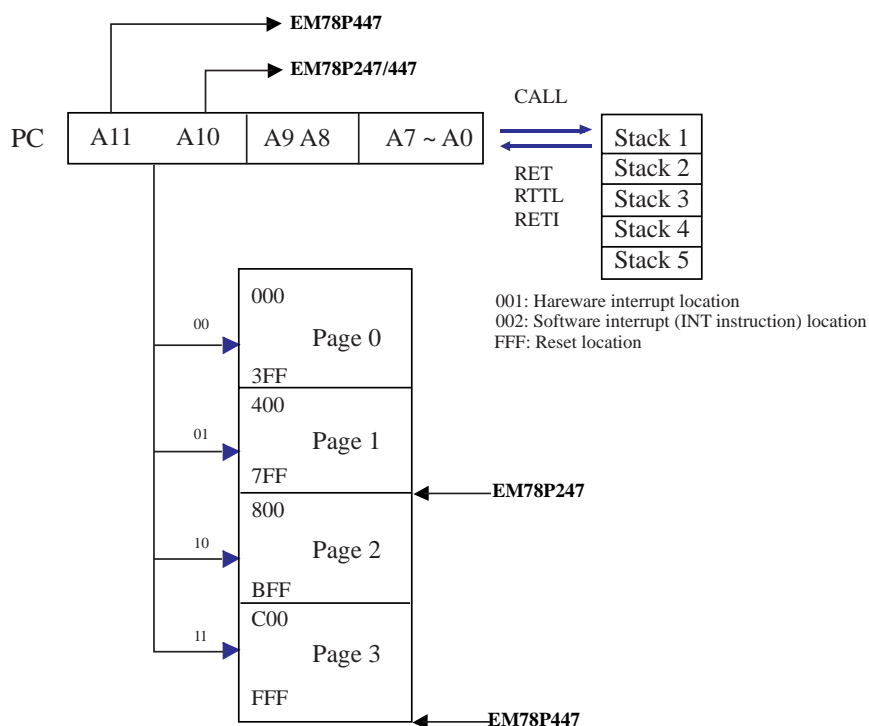 EM78P447
EM78P247/447
CALL
PC
A11
A10
A9 A8
A7 ~ A0
Stack 1
Stack 2
Stack 3
Stack 4
Stack 5
RET
RTTL
RETI
001: Hareware interrupt location
002: Software interrupt (INT instruction) location
FFF: Reset location
000
00
Page 0
3FF
400
01
Page 1
7FF
EM78P247
800
10
Page 2
BFF
C00
11
Page 3
FFF
EM78P447